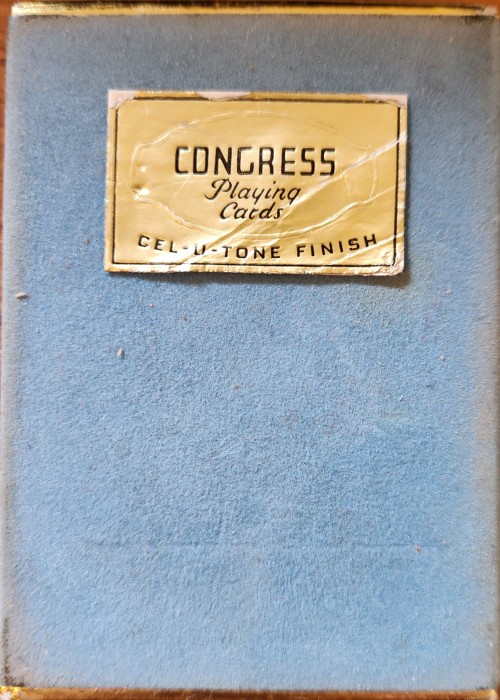 CONGRESS
Playing
Cards
CEL-U-TONE FINISH